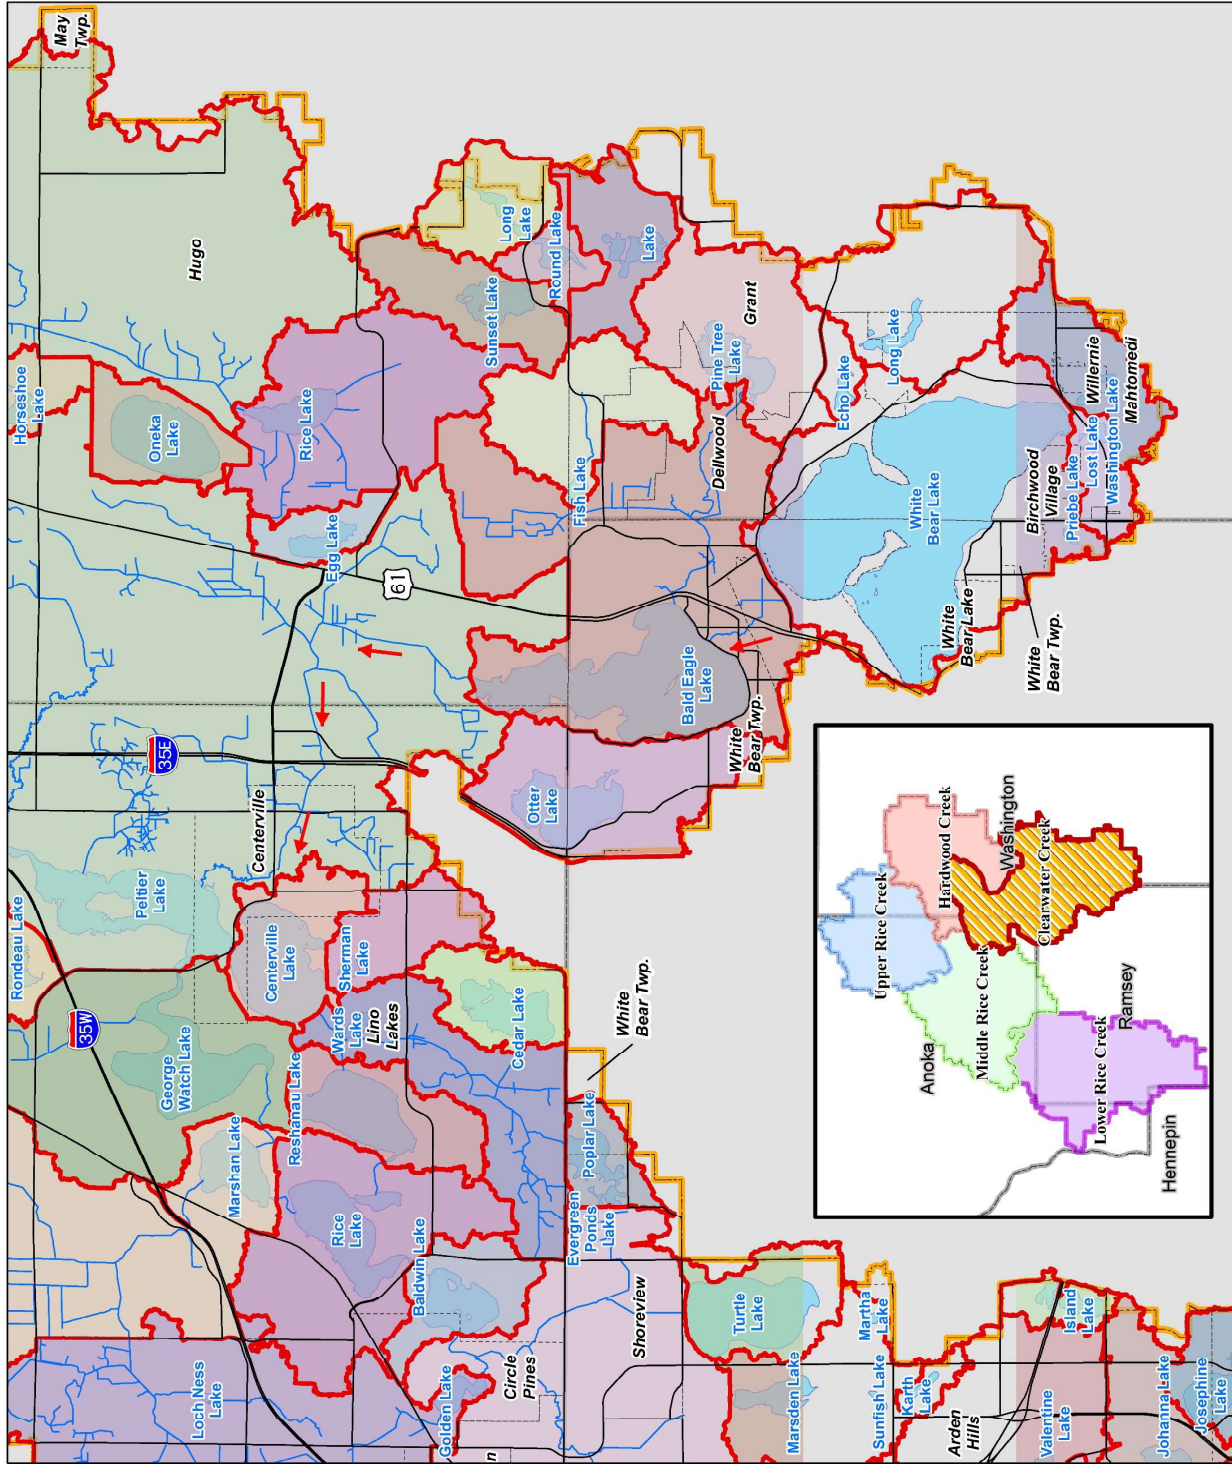 Rondeau Lake
Horseshoe
Lake
May
Twp.
35W
Peltier
Lake
35E
Oneka
Lake
George
Watch Lake
Loch Ness
Lake
Hugo
Marshan Lake
Centerville
Centerville
Lake
Reshanau Lake
Rice Lake
Egg Lake
Rice
Lake
Wards
Lake
Sherman
Lake
Lino
Lakes
61
Baldwin Lake
Golden Lake
n
Sunset Lake
Circle
Pines
Cedar Lake
Otter
Lake
Long
Lake
Round Lake
Fish Lake
Evergreen
Ponds
Lake
Poplar Lake
White
Bear Twp.
Lake
Shoreview
Bald Eagle
Lake
Dellwood
Pine Tree
Lake
Grant
White
Bear Twp.
Turtle
Lake
Marsden Lake
Echo Lake
Martha
Lake
Long Lake
Sunfish Lake
Karth
Lake
White
Bear Lake
White
Bear Lake
Arden
Hills
Birchwood
Village
White
Bear Twp.
Valentine
Lake
Island
Lake
Priebe Lake
Lost Lake
Willernie
Washington Lake
Mahtomedi
Johanna Lake
Josephine
Lake
Upper Rice Creek
Anoka
Hardwood Creek
Middle Rice Creek
Washington
Clearwater Creek
Lower Rice Creek
Ramsey
Hennepin